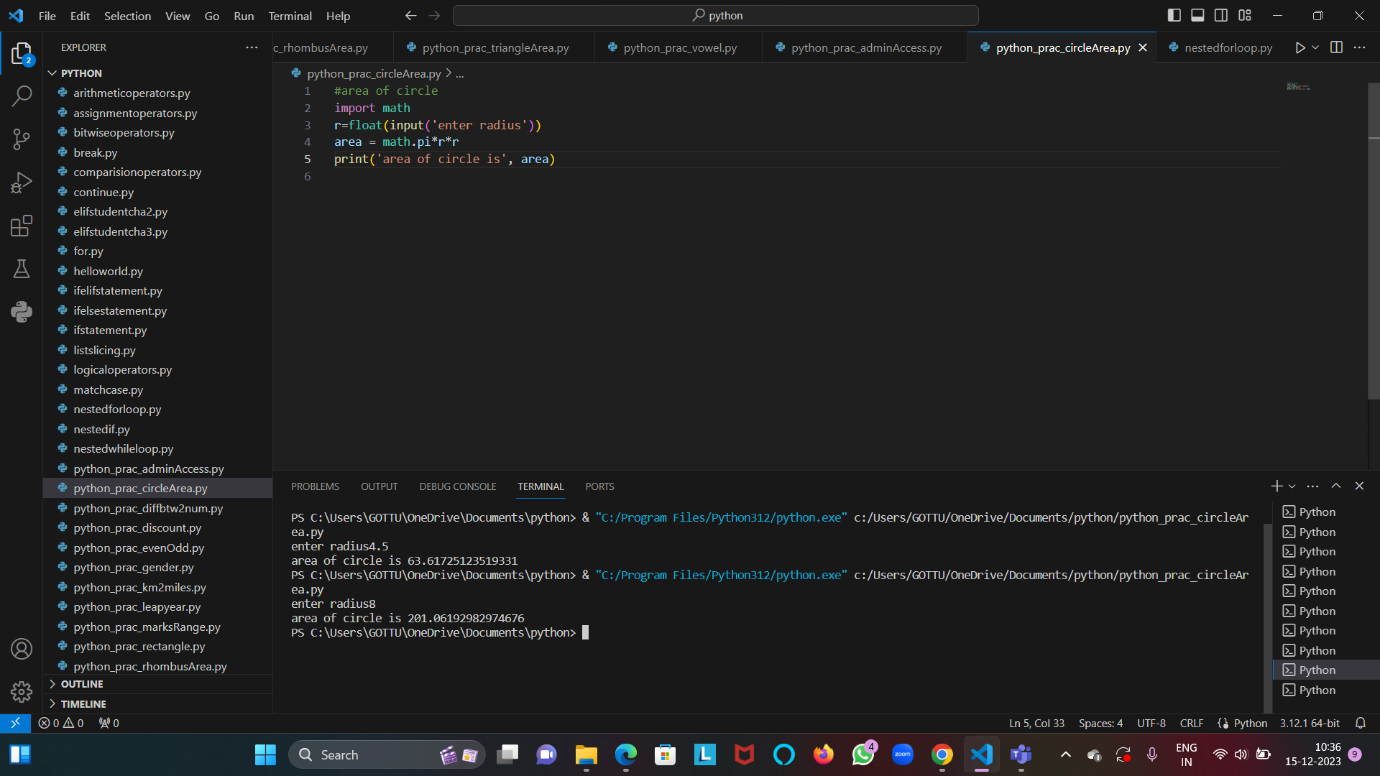 File Edit Selection View Go Run Terminal Help
python
EXPLORER
c_rhombusArea.py
python_prac_triangleArea.py
python_prac_vowel.py
python_prac_adminAccess.py
python_prac_circleArea.py
nestedforloop.py
2
PYTHON
arithmeticoperators.py
assignmentoperators.py
bitwiseoperators.py
break.py
comparisionoperators.py
continue.py
elifstudentcha2.py
elifstudentcha3.py
for.py
helloworld.py
ifelifstatement.py
ifelsestatement.py
ifstatement.py
listslicing.py
logicaloperators.py
matchcase.py
nestedforloop.py
nestedif.py
nestedwhileloop.py
python_prac_adminAccess.py
python_prac_circleArea.py
python_prac_diffbtw2num.py
python_prac_discount.py
python_prac_evenOdd.py
python_prac_gender.py
python_prac_km2miles.py
python_prac_leapyear.py
python_prac_marksRange.py
python_prac_rectangle.py
python_prac_rhombusArea.py
OUTLINE
TIMELINE
python_prac_circleArea.py > ...
1 #area of circle
2 import math
3 r=float(input('enter radius'))
4 area = math.pi*r*r
5 print('area of circle is', area)
6
PROBLEMS OUTPUT DEBUG CONSOLE TERMINAL PORTS
PS C:\Users\GOTTU\OneDrive\Documents\python> & "C:/Program Files/Python312/python.exe" c:/Users/GOTTU/OneDrive/Documents/python/python_prac_circleAr
ea.py
enter radius4.5
area of circle is 63.61725123519331
PS C:\Users\GOTTU\OneDrive\Documents\python> & "C:/Program Files/Python312/python.exe" c:/Users/GOTTU/OneDrive/Documents/python/python_prac_circleAr
ea.py
enter radius8
area of circle is 201.06192982974676
PS C:\Users\GOTTU\OneDrive\Documents\python>
Python
Python
Python
Python
Python
Python
Python
Python
Python
Python
0 0 0
Ln 5, Col 33 Spaces: 4 UTF-8 CRLF Python 3.12.1 64-bit
Search
L
4
zoom
ENG
IN
10:36
15-12-2023
9